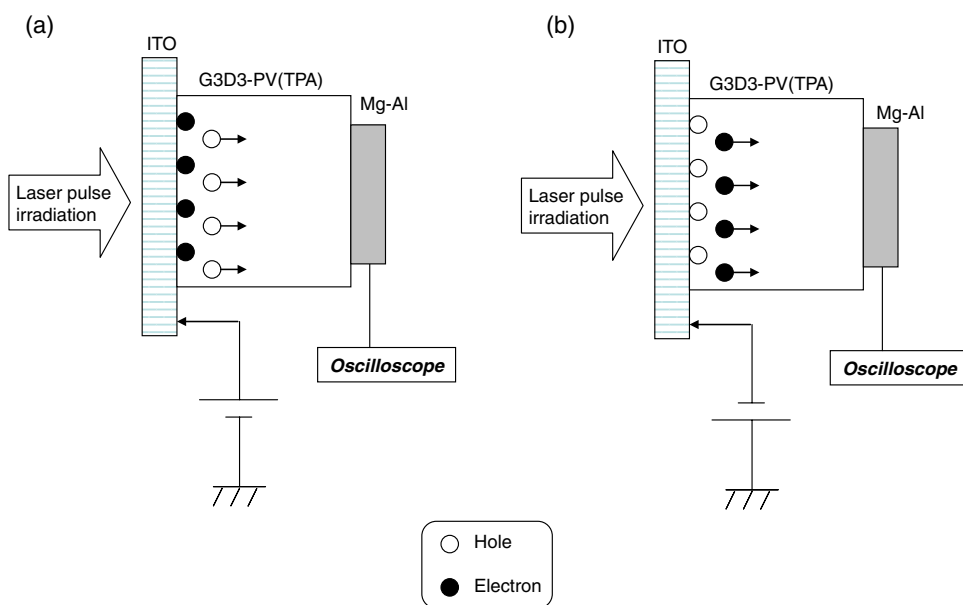 (a)
ITO
G3D3-PV(TPA)
Mg-Al
Laser pulse
irradiation
Oscilloscope
(b)
ITO
G3D3-PV(TPA)
Mg-Al
Laser pulse
irradiation
Oscilloscope
Hole
Electron